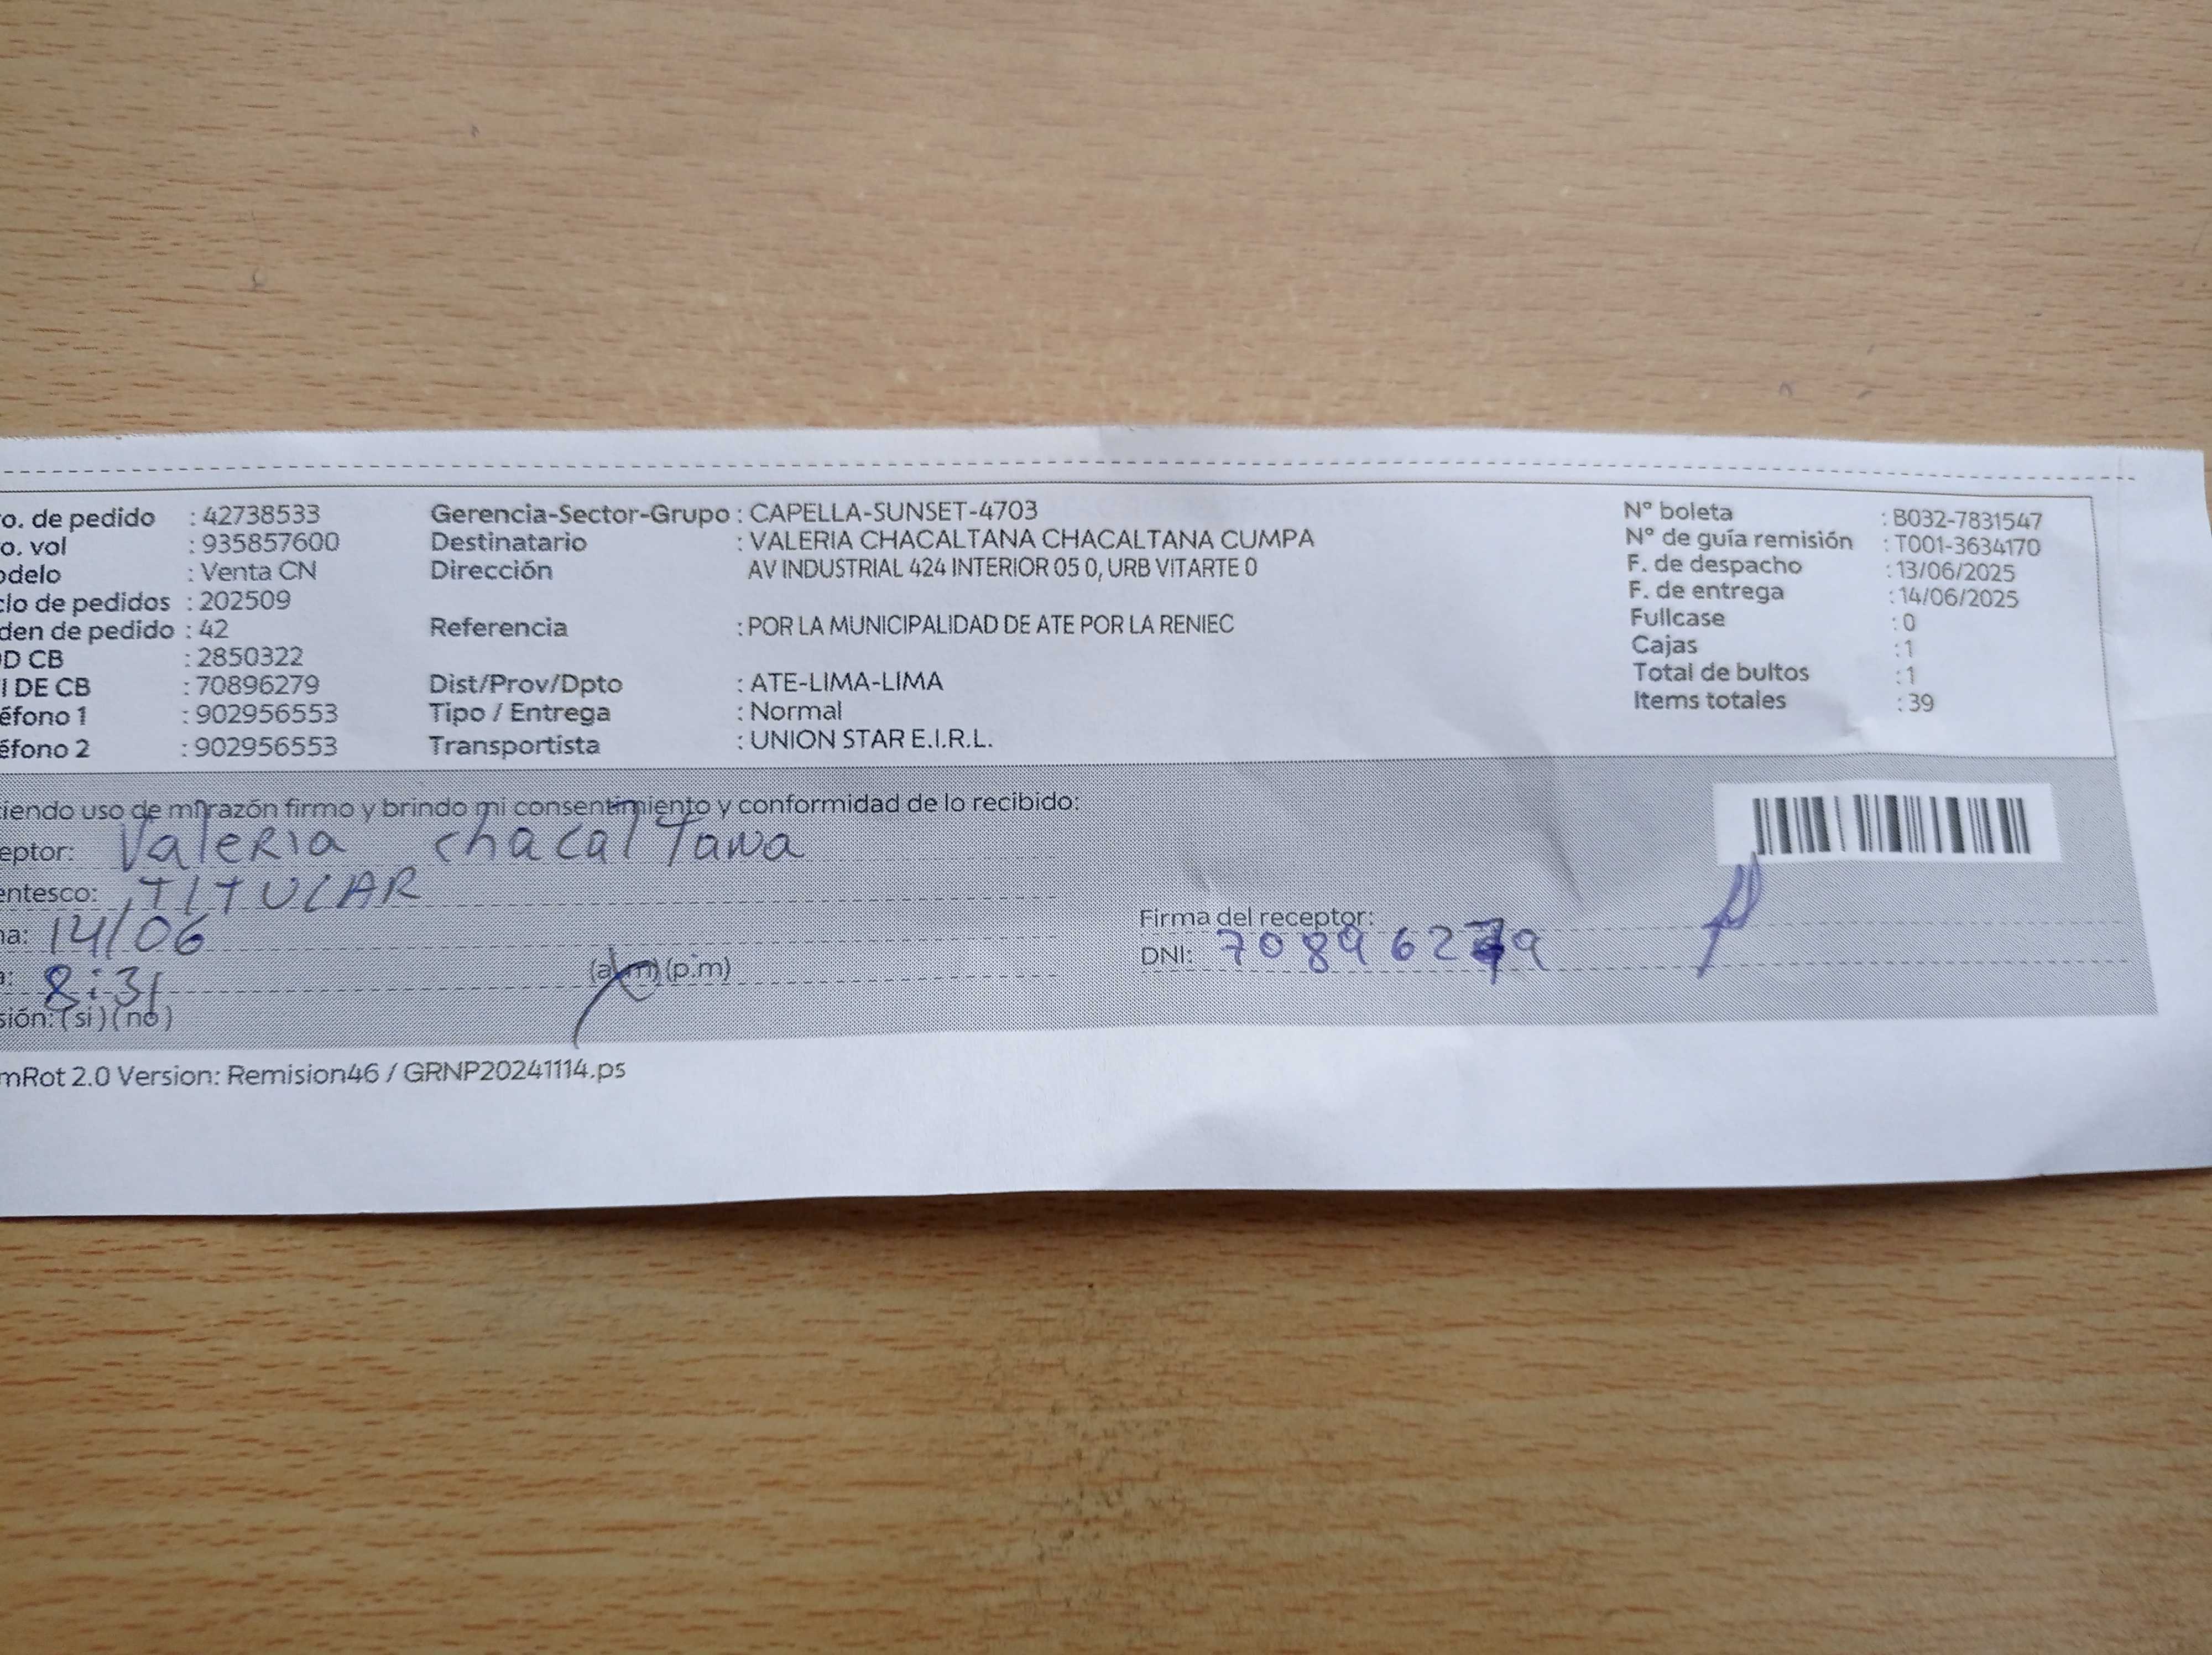 o. de pedido : 42738533 Gerencia-Sector-Grupo : CAPELLA-SUNSET-4703 N° boleta : B032-7831547
o. vol : 935857600 Destinatario : VALERIA CHACALTANA CHACALTANA CUMPA N° de guía remisión : T001-3634170
odelo : Venta CN Dirección AV INDUSTRIAL 424 INTERIOR 05 0, URB VITARTE 0 F. de despacho : 13/06/2025
clo de pedidos : 202509 F. de entrega : 14/06/2025
den de pedido : 42 Referencia : POR LA MUNICIPALIDAD DE ATE POR LA RENIEC Fullcase : 0
D CB : 2850322 Cajas : 1
I DE CB : 70896279 Dist/Prov/Dpto : ATE-LIMA-LIMA Total de bultos : 1
éfono 1 : 902956553 Tipo / Entrega : Normal Items totales : 39
éfono 2 : 902956553 Transportista : UNION STAR E.I.R.L.
iendo uso de mi razón firmo y brindo mi consentimiento y conformidad de lo recibido:
eptor: Valeria chacalTana
entesco: TITULAR
a: 14/06 Firma del receptor:
: 8:31 (a.m) (p.m) DNI: 70896279
sión: (si) (no)
mRot 2.0 Version: Remision46 / GRNP20241114.ps